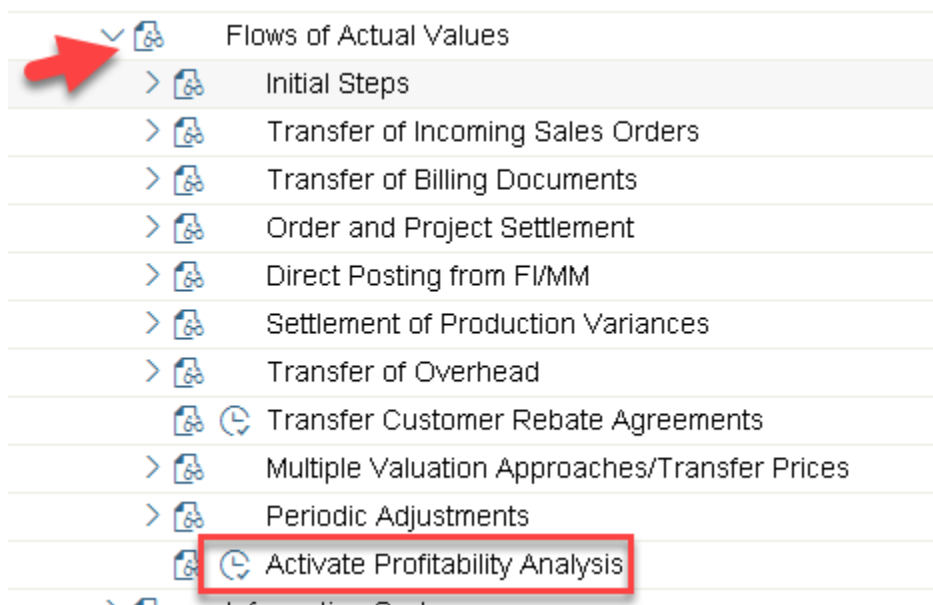 Flows of Actual Values
Initial Steps
Transfer of Incoming Sales Orders
Transfer of Billing Documents
Order and Project Settlement
Direct Posting from FI/MM
Settlement of Production Variances
Transfer of Overhead
Transfer Customer Rebate Agreements
Multiple Valuation Approaches/Transfer Prices
Periodic Adjustments
Activate Profitability Analysis